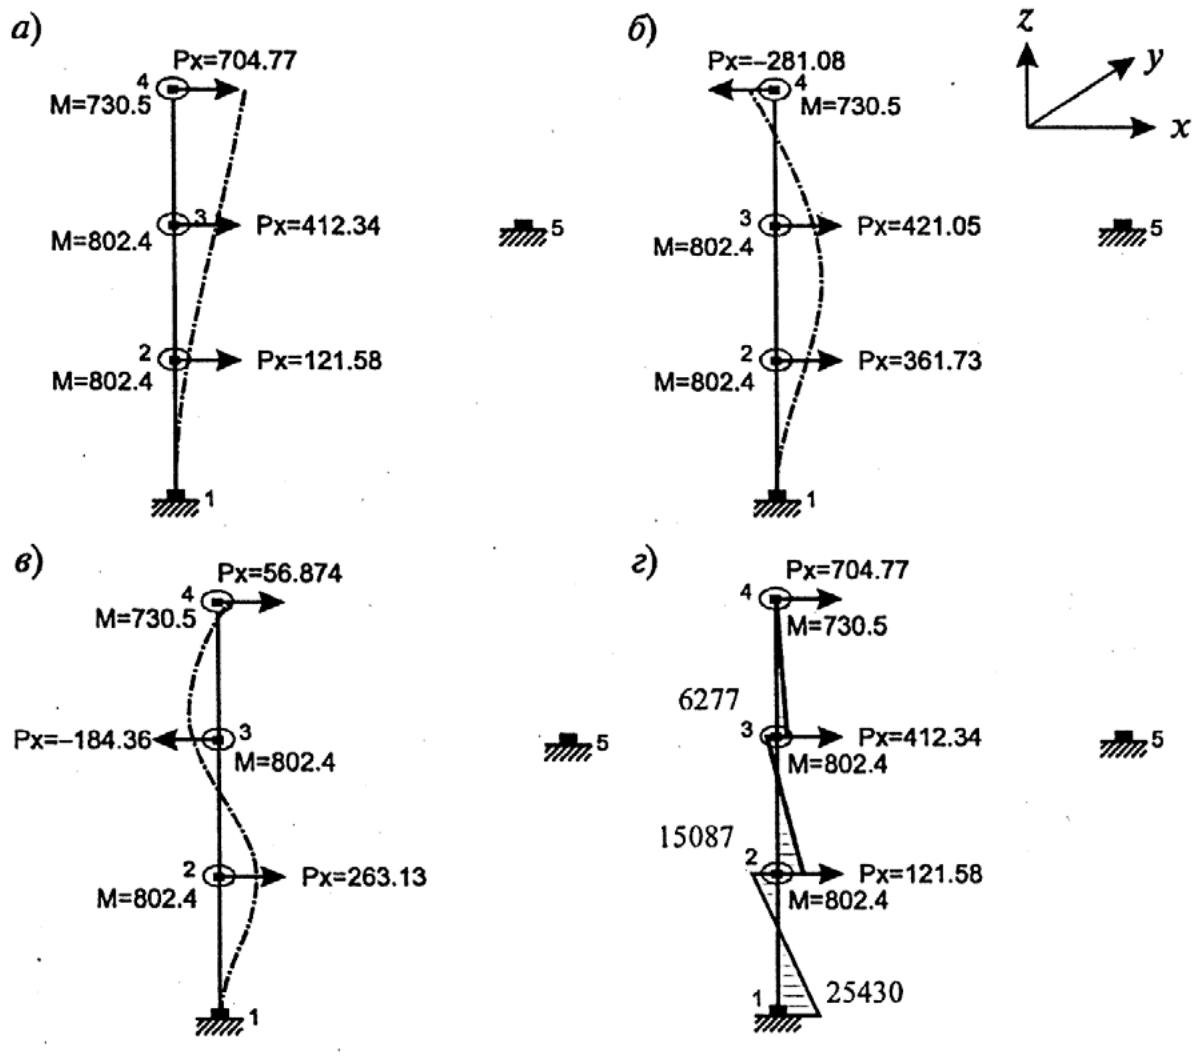 а)
Px=704.77
4
M=730.5
3
Px=412.34
M=802.4
5
2
Px=121.58
M=802.4
1
б)
Px=–281.08
4
M=730.5
3
Px=421.05
M=802.4
5
2
Px=361.73
M=802.4
1
z
y
x
в)
Px=56.874
4
M=730.5
Px=–184.36
3
M=802.4
5
2
Px=263.13
M=802.4
1
г)
Px=704.77
4
M=730.5
6277
3
Px=412.34
M=802.4
5
15087
2
Px=121.58
M=802.4
1
25430